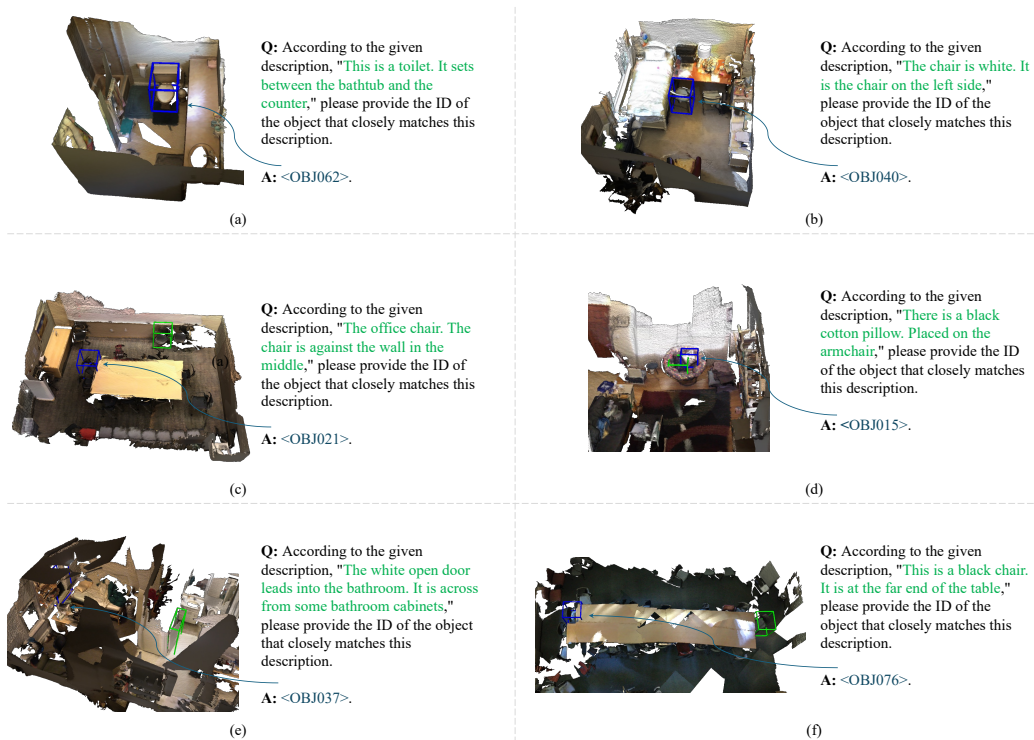 Q: According to the given
description, "This is a toilet. It sets
between the bathtub and the
counter," please provide the ID of
the object that closely matches this
description.
A: <OBJ062>.
(a)
Q: According to the given
description, "The chair is white. It
is the chair on the left side,"
please provide the ID of the
object that closely matches this
description.
A: <OBJ040>.
(b)
Q: According to the given
description, "The office chair. The
chair is against the wall in the
middle," please provide the ID of
the object that closely matches this
description.
A: <OBJ021>.
(a)
(c)
Q: According to the given
description, "There is a black
cotton pillow. Placed on the
armchair," please provide the ID
of the object that closely matches
this description.
A: <OBJ015>.
(d)
Q: According to the given
description, "The white open door
leads into the bathroom. It is across
from some bathroom cabinets,"
please provide the ID of the object
that closely matches this
description.
A: <OBJ037>.
(e)
Q: According to the given
description, "This is a black chair.
It is at the far end of the table,"
please provide the ID of the
object that closely matches this
description.
A: <OBJ076>.
(f)